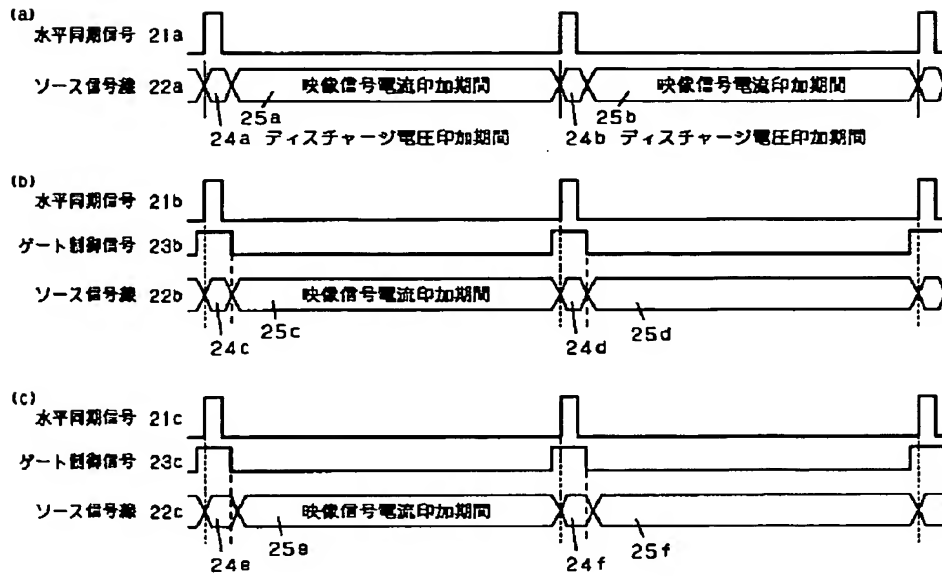 (a)
水平同期信号 21a
ソース信号線 22a 映像信号電流印加期間 映像信号電流印加期間
25a 25b
24a ディスチャージ電圧印加期間 24b ディスチャージ電圧印加期間
(b)
水平同期信号 21b
ゲート制御信号 23b
ソース信号線 22b 映像信号電流印加期間
25c 25d
24c 24d
(c)
水平同期信号 21c
ゲート制御信号 23c
ソース信号線 22c 映像信号電流印加期間
25e 25f
24e 24f